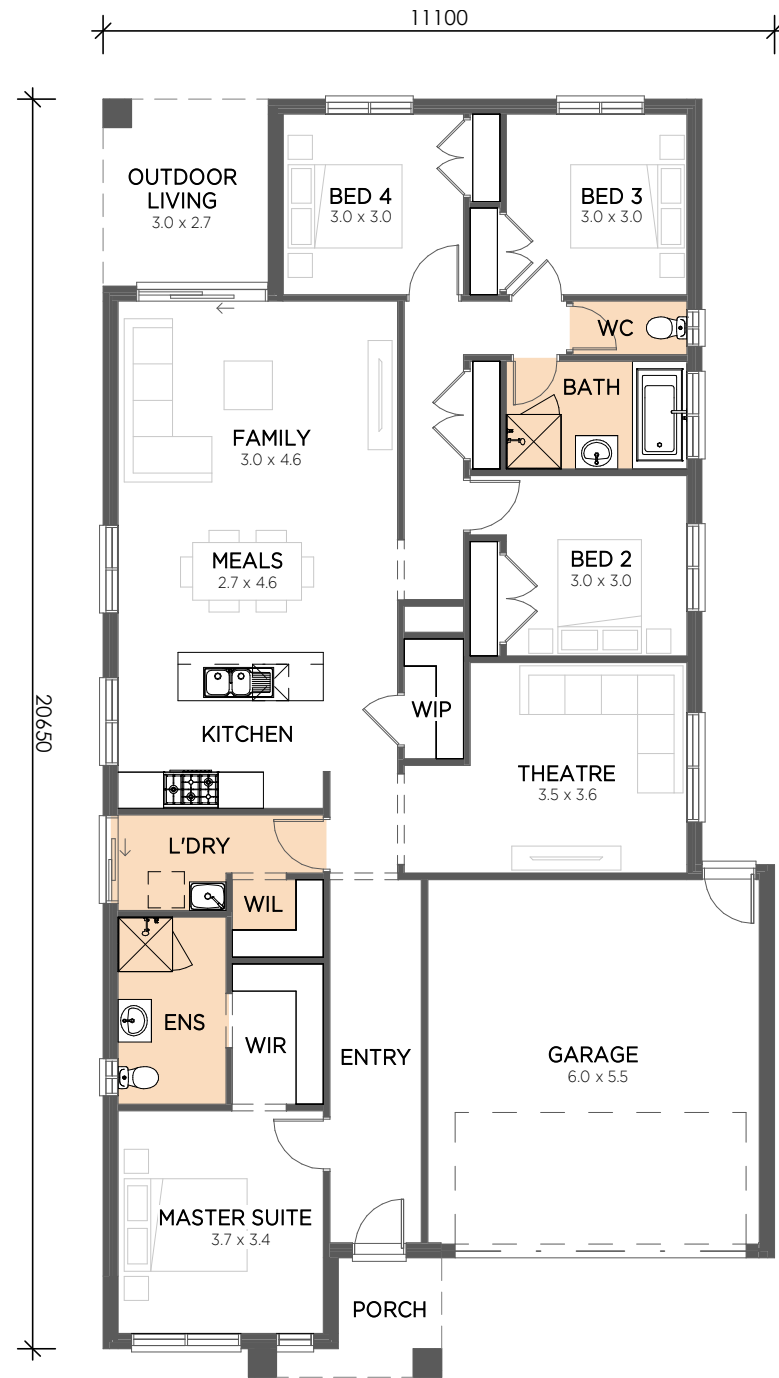 11100
OUTDOOR
LIVING
3.0 x 2.7
BED 4
3.0 x 3.0
BED 3
3.0 x 3.0
WC
BATH
FAMILY
3.0 x 4.6
MEALS
2.7 x 4.6
BED 2
3.0 x 3.0
20650
WIP
KITCHEN
THEATRE
3.5 x 3.6
L'DRY
WIL
ENS
WIR
ENTRY
GARAGE
6.0 x 5.5
MASTER SUITE
3.7 x 3.4
PORCH